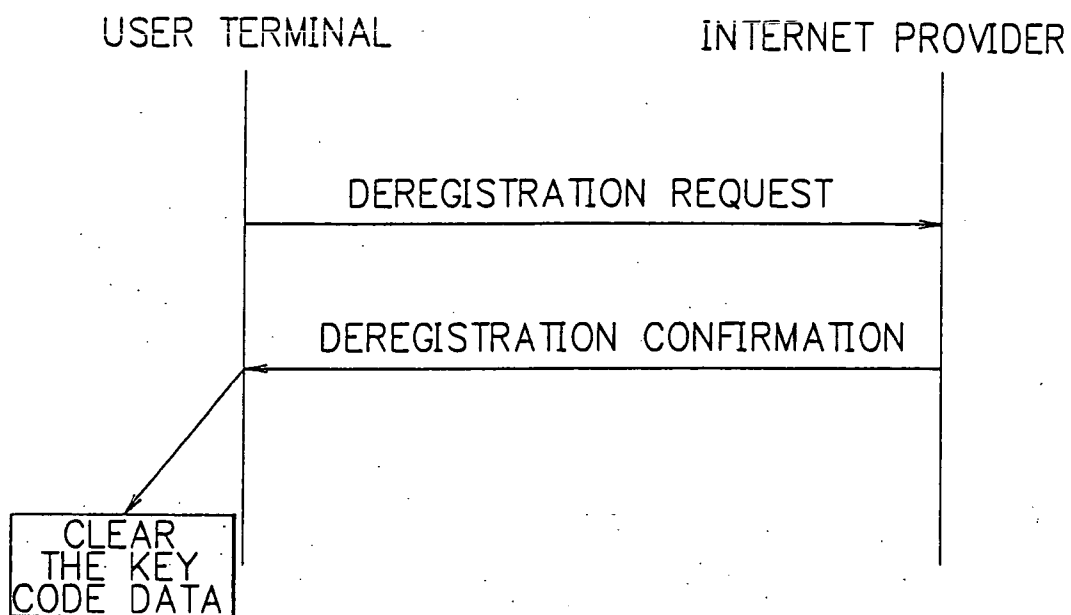 USER TERMINAL
INTERNET PROVIDER
DEREGISTRATION REQUEST
DEREGISTRATION CONFIRMATION
CLEAR
THE KEY
CODE DATA